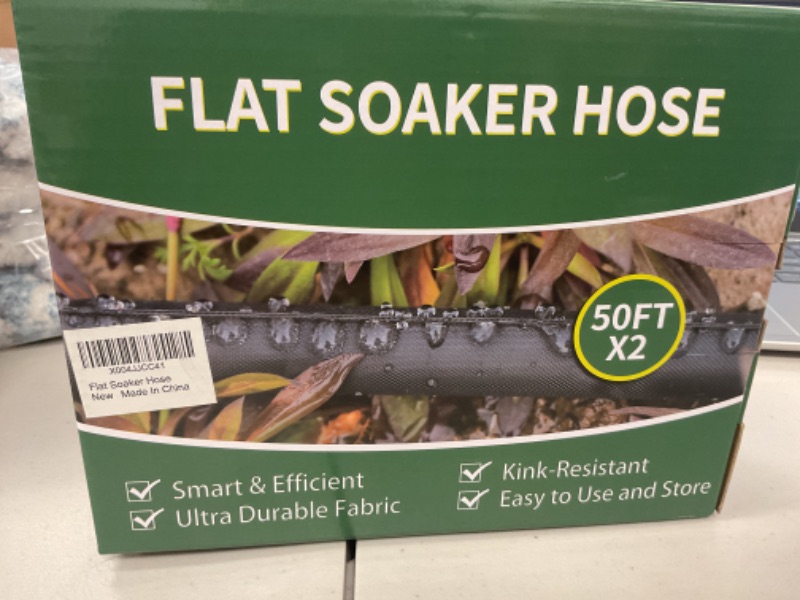 FLAT SOAKER HOSE
50FT
X2
X004JJCC41
Flat Soaker Hose
New Made In China
Smart & Efficient
Ultra Durable Fabric
Kink-Resistant
Easy to Use and Store